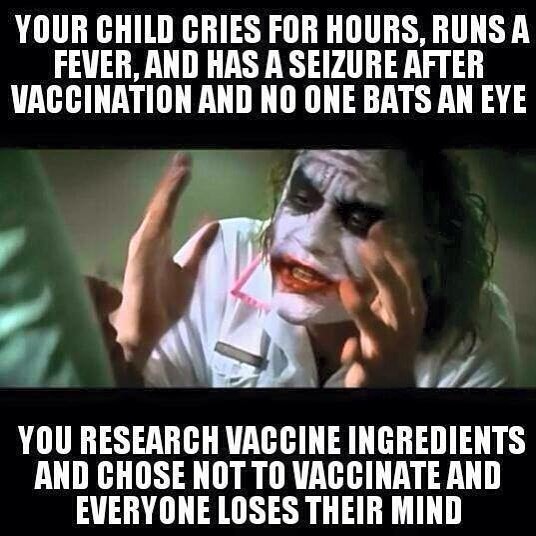 YOUR CHILD CRIES FOR HOURS, RUNS A
FEVER, AND HAS A SEIZURE AFTER
VACCINATION AND NO ONE BATS AN EYE
YOU RESEARCH VACCINE INGREDIENTS
AND CHOSE NOT TO VACCINATE AND
EVERYONE LOSES THEIR MIND